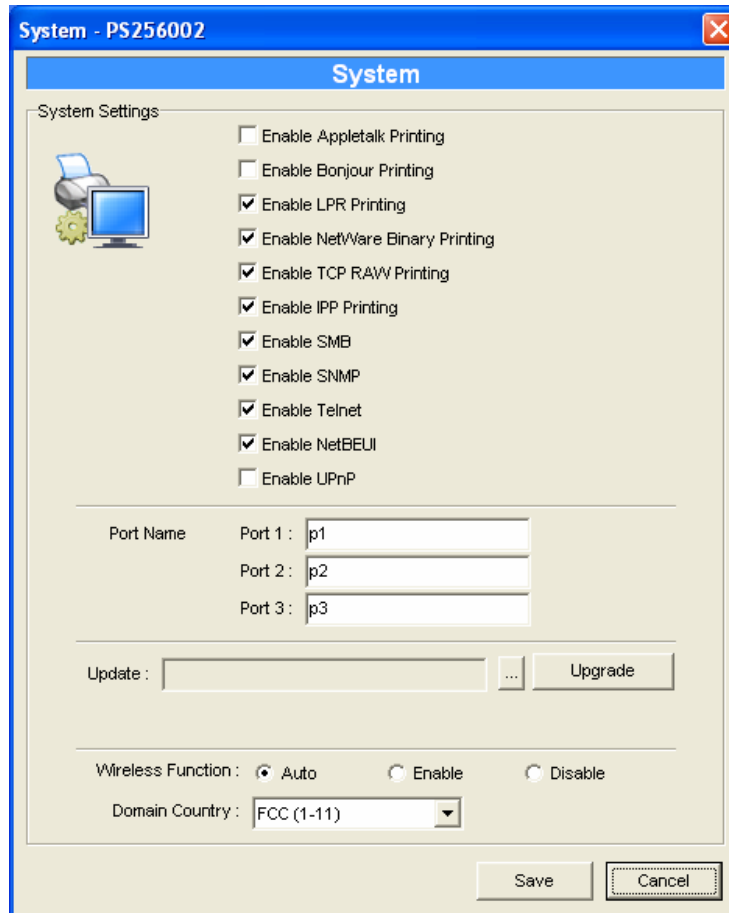 System - PS256002
System
System Settings
Enable Appletalk Printing
Enable Bonjour Printing
Enable LPR Printing
Enable NetWare Binary Printing
Enable TCP RAW Printing
Enable IPP Printing
Enable SMB
Enable SNMP
Enable Telnet
Enable NetBEUI
Enable UPnP
Port Name Port 1 : p1
Port 2 : p2
Port 3 : p3
Update : ... Upgrade
Wireless Function : Auto Enable Disable
Domain Country : FCC (1-11)
Save Cancel